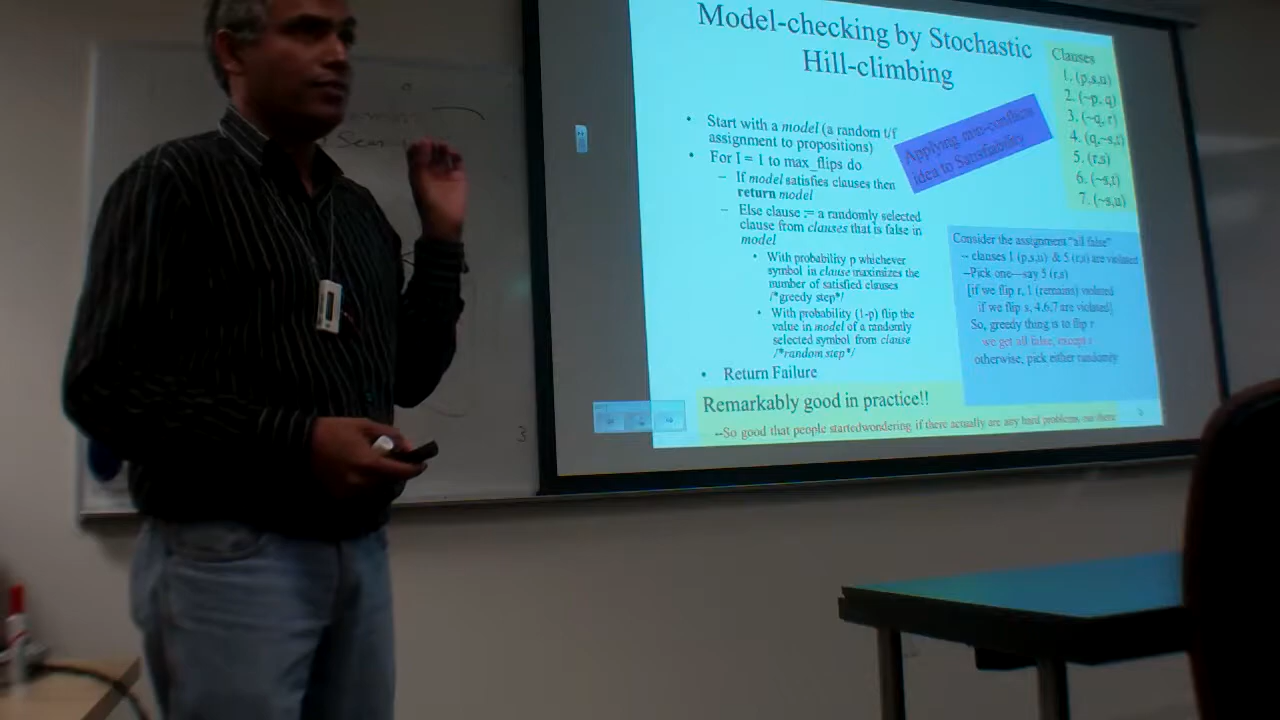 Model-checking by Stochastic
Hill-climbing
• Start with a model (a random t/f
assignment to propositions)
• For I = 1 to max_flips do
– If model satisfies clauses then
return model
– Else clause := a randomly selected
clause from clauses that is false in
model
• With probability p whichever
symbol in clause maximizes the
number of satisfied clauses
/*greedy step*/
• With probability (1-p) flip the
value in model of a randomly
selected symbol from clause
/*random step*/
• Return Failure
Remarkably good in practice!!
--So good that people startedwondering if there actually are any hard problems out there
Applying min-conflicts
idea to Satisfiability
Clauses
1. (p,s,u)
2. (~p, q)
3. (~q, r)
4. (q,~s,t)
5. (r,s)
6. (~s,t)
7. (~s,u)
Consider the assignment "all false"
-- clauses 1 (p,s,u) & 5 (r,s) are violated
--Pick one—say 5 (r,s)
[if we flip r, 1 (remains) violated
if we flip s, 4,6,7 are violated]
So, greedy thing is to flip r
we get all false, except r
otherwise, pick either randomly